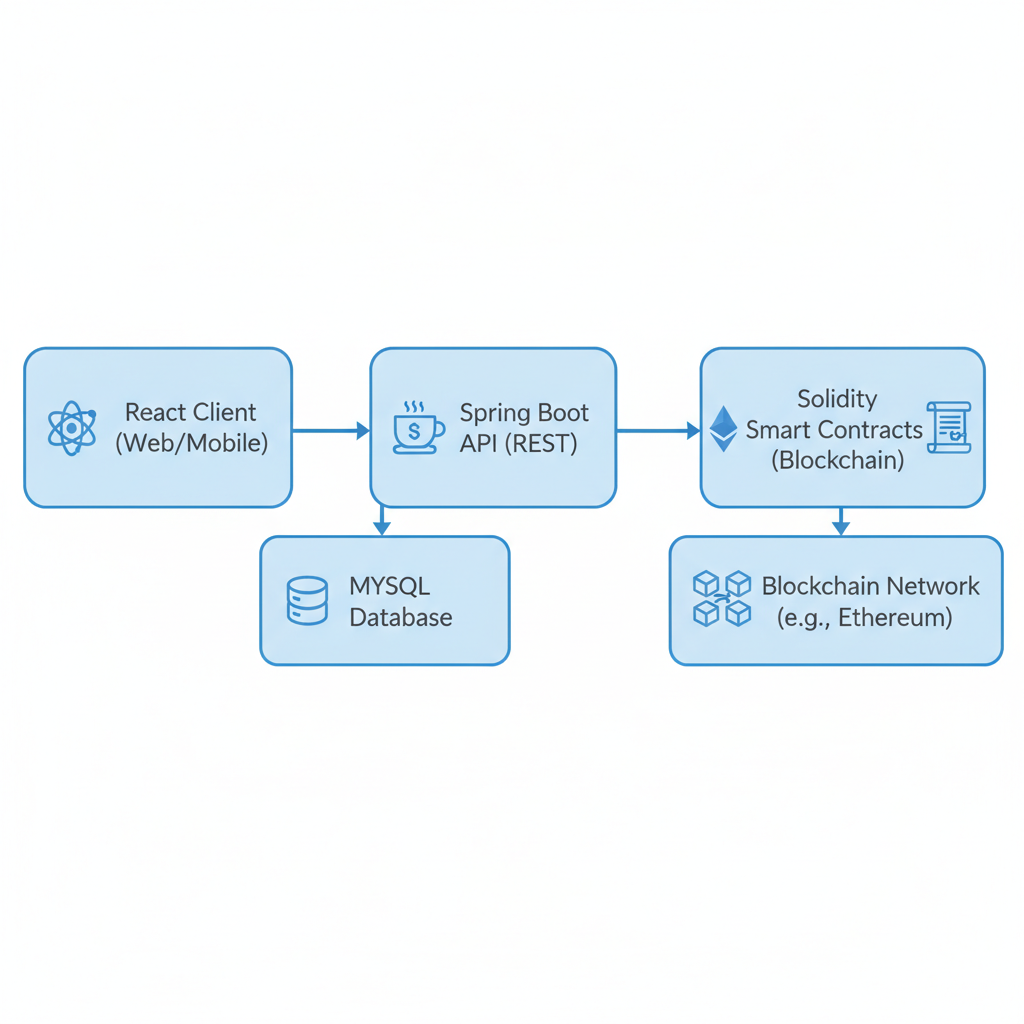 React Client
(Web/Mobile)
$
Spring Boot
API (REST)
Solidity
Smart Contracts
(Blockchain)
MYSQL
Database
Blockchain Network
(e.g., Ethereum)